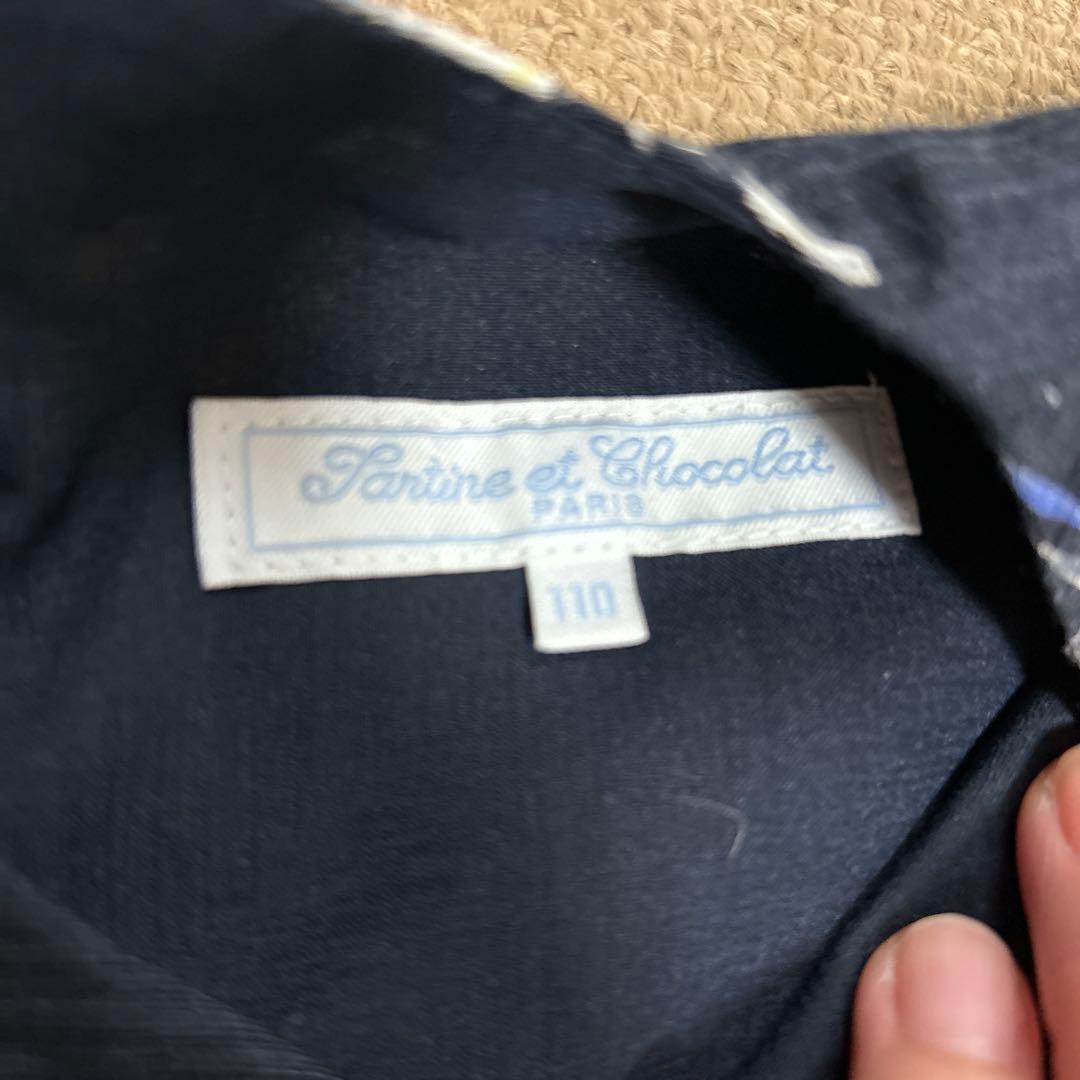 Tartine et Chocolat
PARIS
110